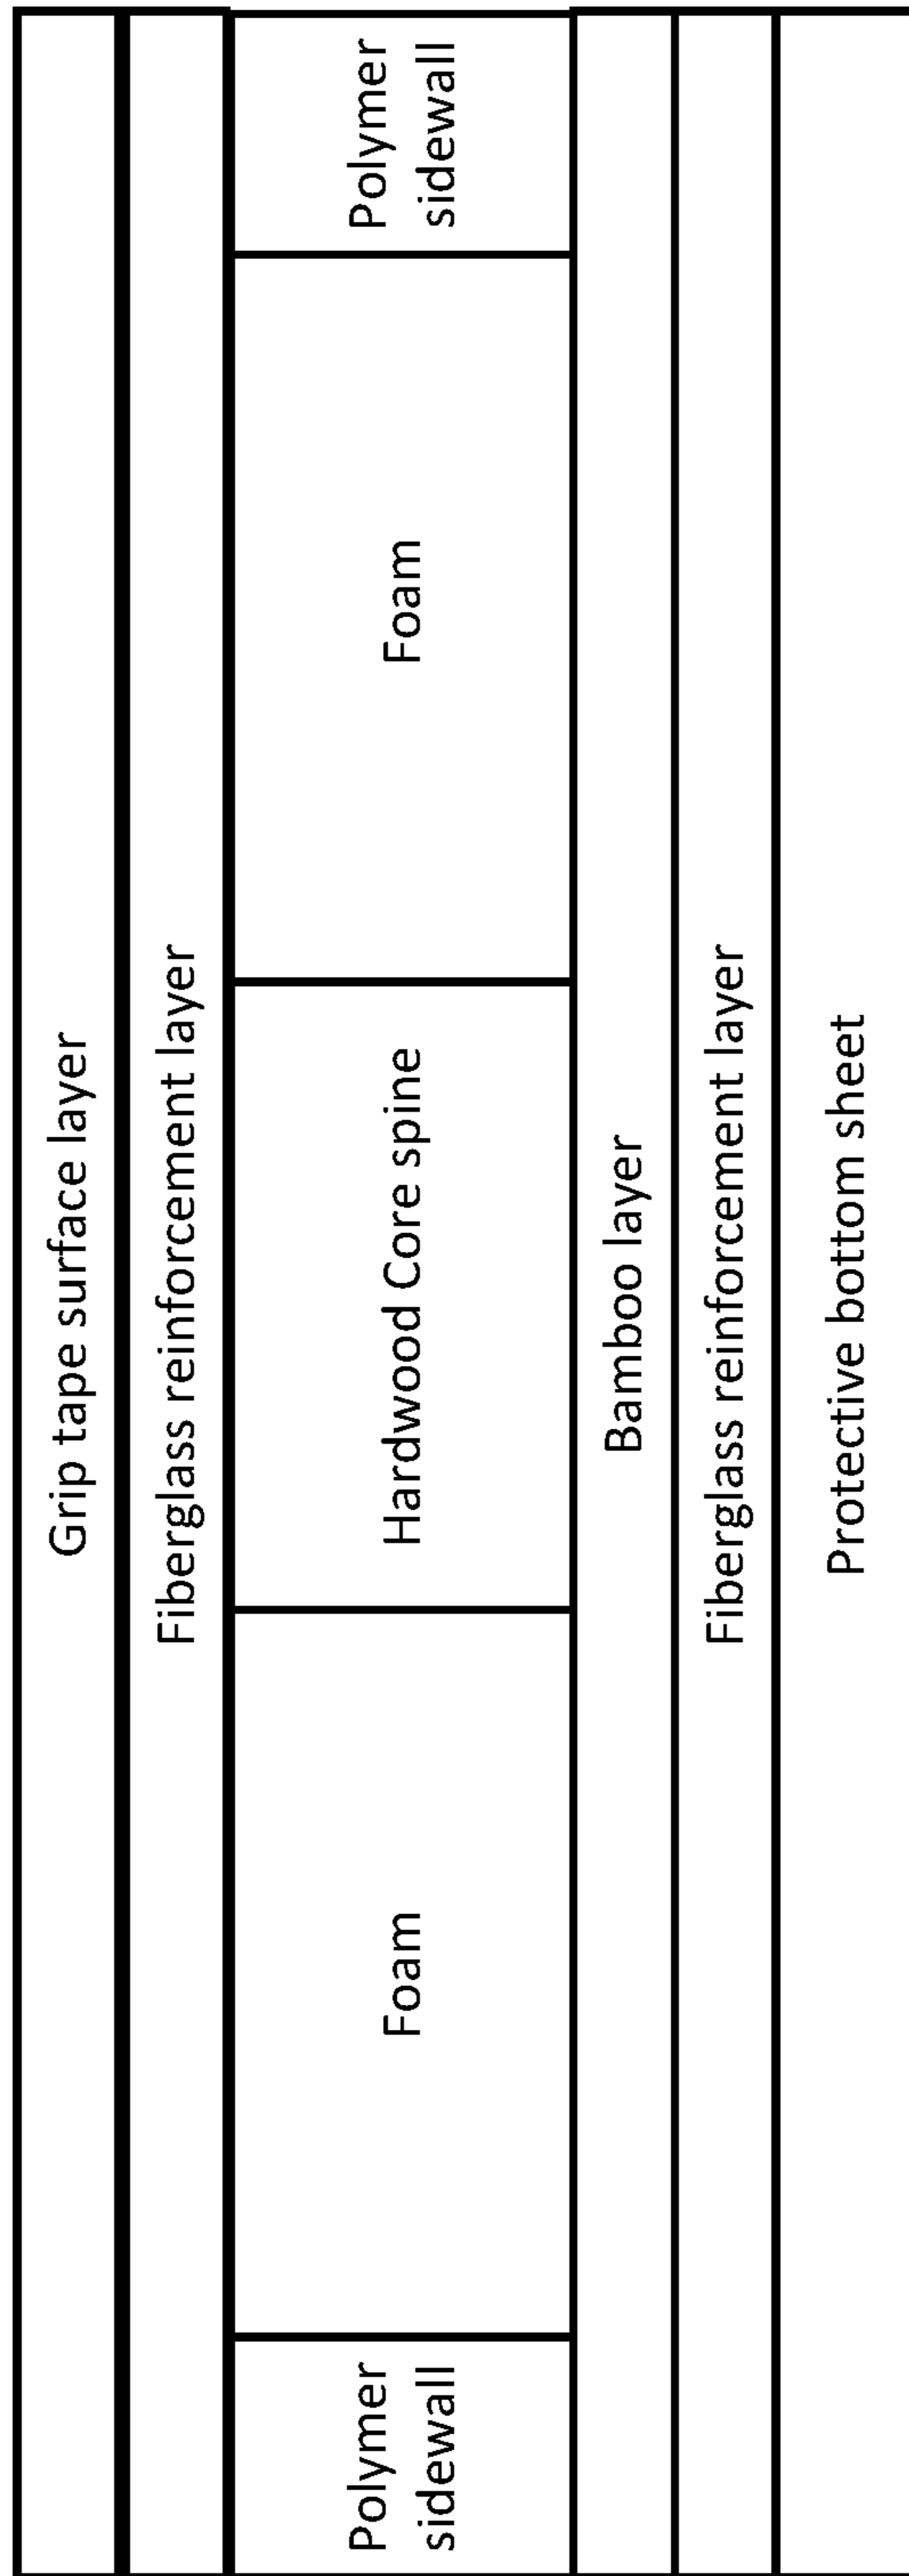 Grip tape surface layer
Fiberglass reinforcement layer
Polymer
sidewall
Foam
Hardwood Core spine
Foam
Polymer
sidewall
Bamboo layer
Fiberglass reinforcement layer
Protective bottom sheet